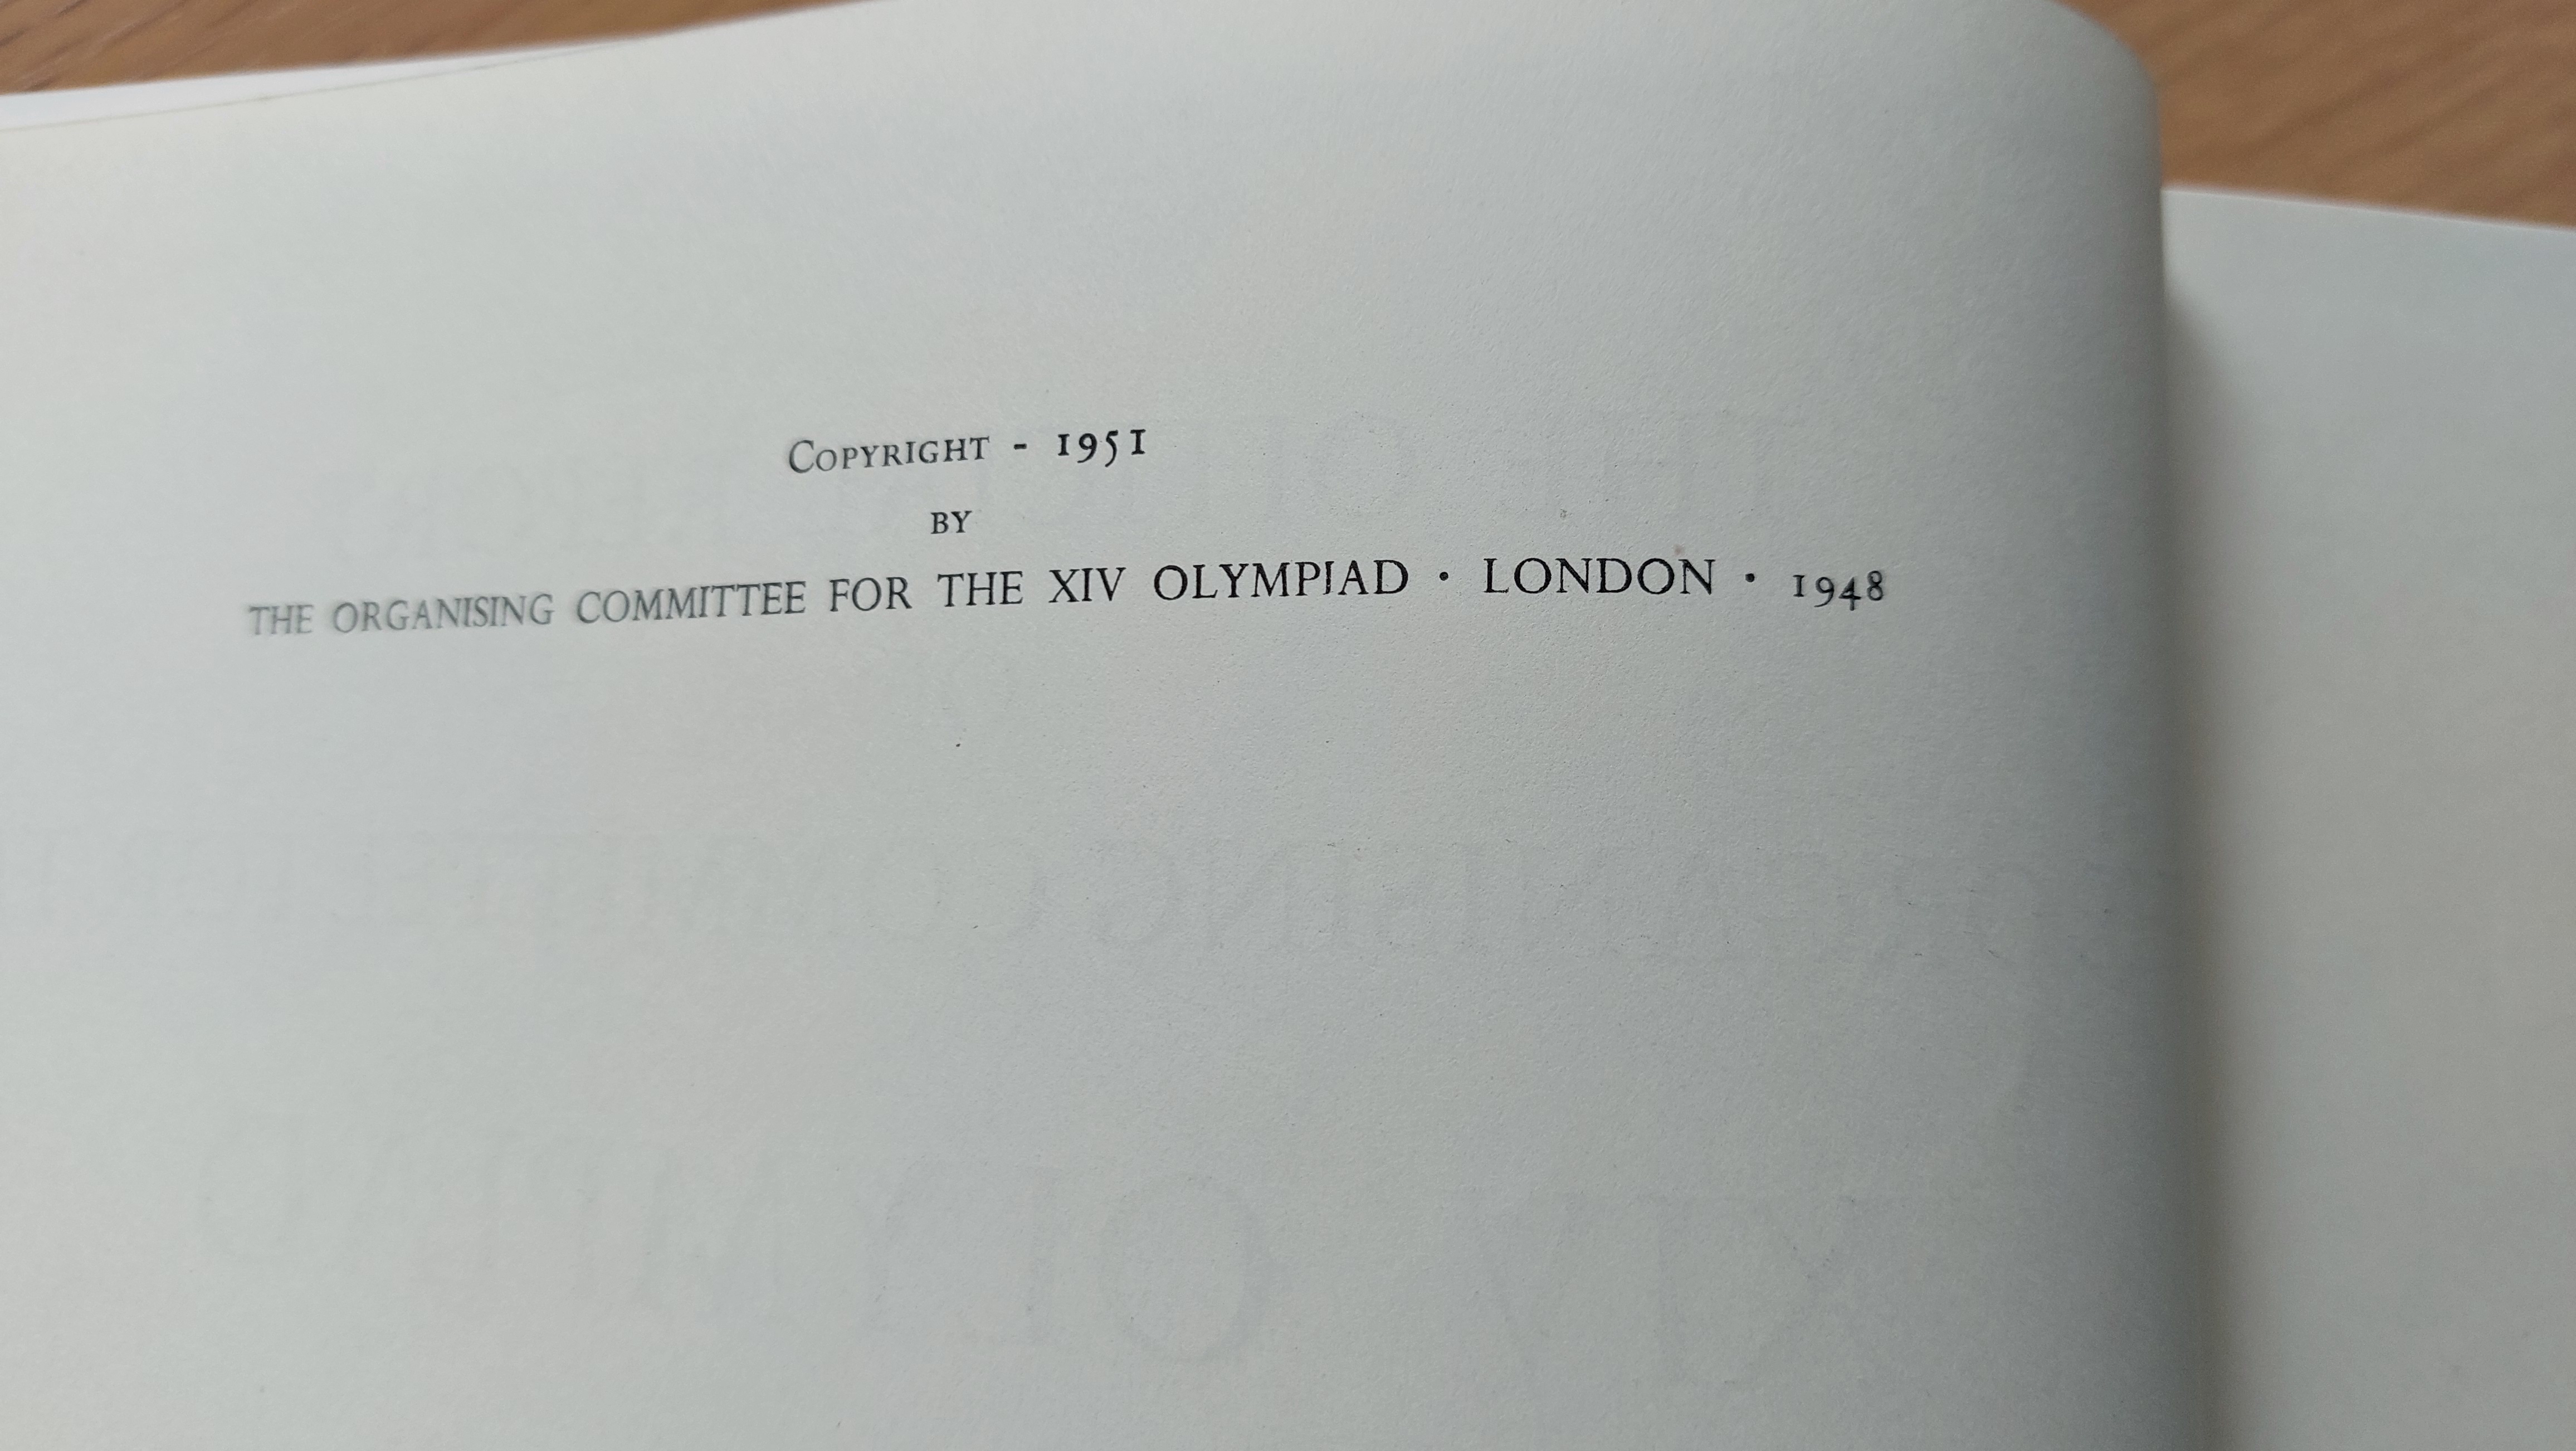 COPYRIGHT - 1951
BY
THE ORGANISING COMMITTEE FOR THE XIV OLYMPIAD · LONDON · 1948